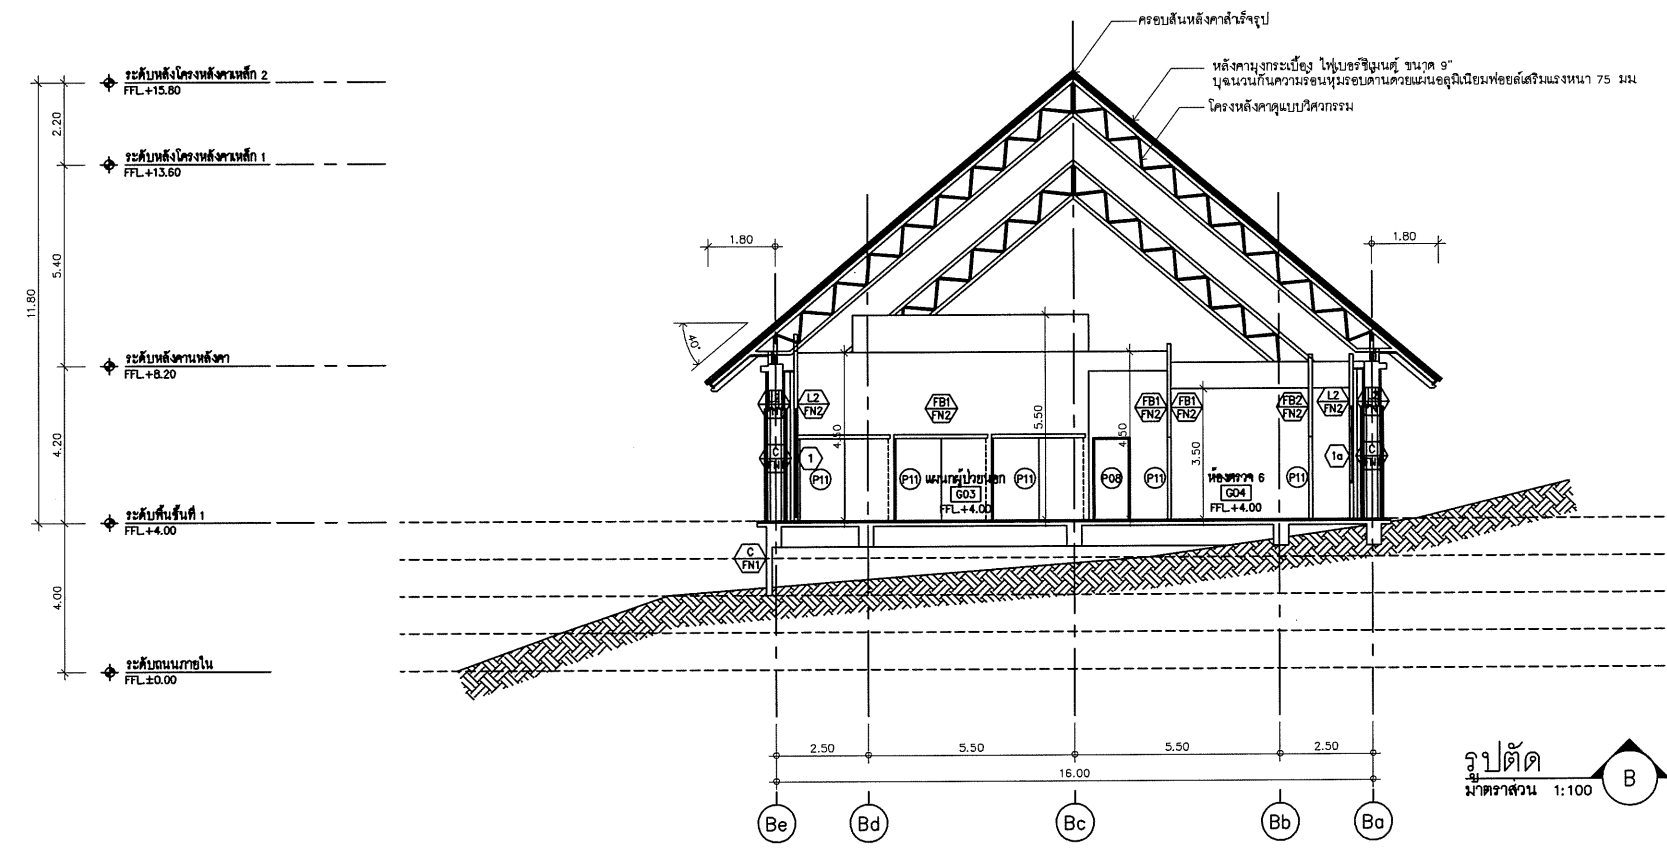 ครอบสันหลังคาสำเร็จรูป
หลังคามุงกระเบื้อง ไฟเบอร์ซีเมนต์ ขนาด 9"
บุฉนวนกันความร้อนหุ้มรอบด้านด้วยแผ่นอลูมิเนียมฟอยล์เสริมแรงหนา 75 มม
โครงหลังคาดูแบบวิศวกรรม
ระดับหลังโครงหลังคาเหล็ก 2
FFL.+15.80
2.20
ระดับหลังโครงหลังคาเหล็ก 1
FFL.+13.60
1.80
1.80
5.40
11.80
40°
ระดับหลังคานหลังคา
FFL.+8.20
L2
FN2
FB1
FN2
FB1
FN2
FB1
FN2
FB2
FN2
L2
FN2
4.50
5.50
4.50
3.50
4.20
C
FN1
1
P11
P11
แผนกผู้ป่วยนอก
G03
FFL.+4.00
P11
P08
P11
ห้องตรวจ 6
G04
FFL.+4.00
P11
1a
C
FN1
ระดับพื้นชั้นที่ 1
FFL.+4.00
C
FN1
4.00
ระดับถนนภายใน
FFL.±0.00
2.50
5.50
5.50
2.50
16.00
Be
Bd
Bc
Bb
Ba
รูปตัด
มาตราส่วน 1:100
B